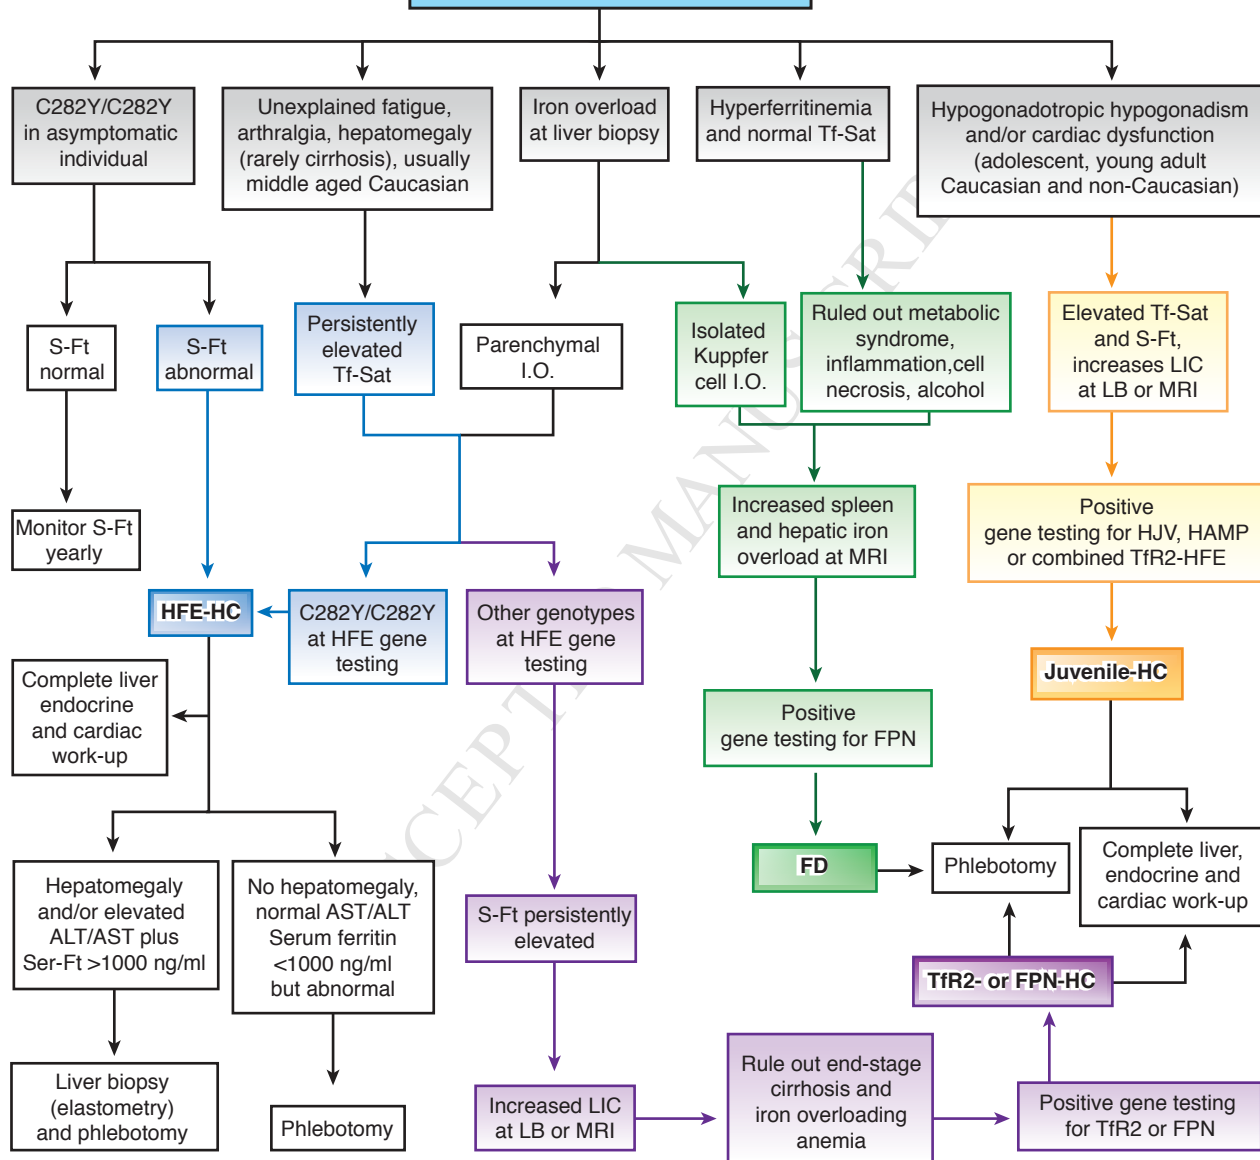 C282Y/C282Y
in asymptomatic
individual
Unexplained fatigue,
arthralgia, hepatomegaly
(rarely cirrhosis), usually
middle aged Caucasian
Iron overload
at liver biopsy
Hyperferritinemia
and normal Tf-Sat
Hypogonadotropic hypogonadism
and/or cardiac dysfunction
(adolescent, young adult
Caucasian and non-Caucasian)
S-Ft
normal
S-Ft
abnormal
Persistently
elevated
Tf-Sat
Parenchymal
I.O.
Isolated
Kuppfer
cell I.O.
Ruled out metabolic
syndrome,
inflammation,cell
necrosis, alcohol
Elevated Tf-Sat
and S-Ft,
increases LIC
at LB or MRI
Monitor S-Ft
yearly
Increased spleen
and hepatic iron
overload at MRI
Positive
gene testing for HJV, HAMP
or combined TfR2-HFE
HFE-HC
C282Y/C282Y
at HFE gene
testing
Other genotypes
at HFE gene
testing
Complete liver
endocrine
and cardiac
work-up
Positive
gene testing for FPN
Juvenile-HC
Hepatomegaly
and/or elevated
ALT/AST plus
Ser-Ft >1000 ng/ml
No hepatomegaly,
normal AST/ALT
Serum ferritin
<1000 ng/ml
but abnormal
S-Ft persistently
elevated
FD
Phlebotomy
Complete liver,
endocrine and
cardiac work-up
TfR2- or FPN-HC
Liver biopsy
(elastometry)
and phlebotomy
Phlebotomy
Increased LIC
at LB or MRI
Rule out end-stage
cirrhosis and
iron overloading
anemia
Positive gene testing
for TfR2 or FPN